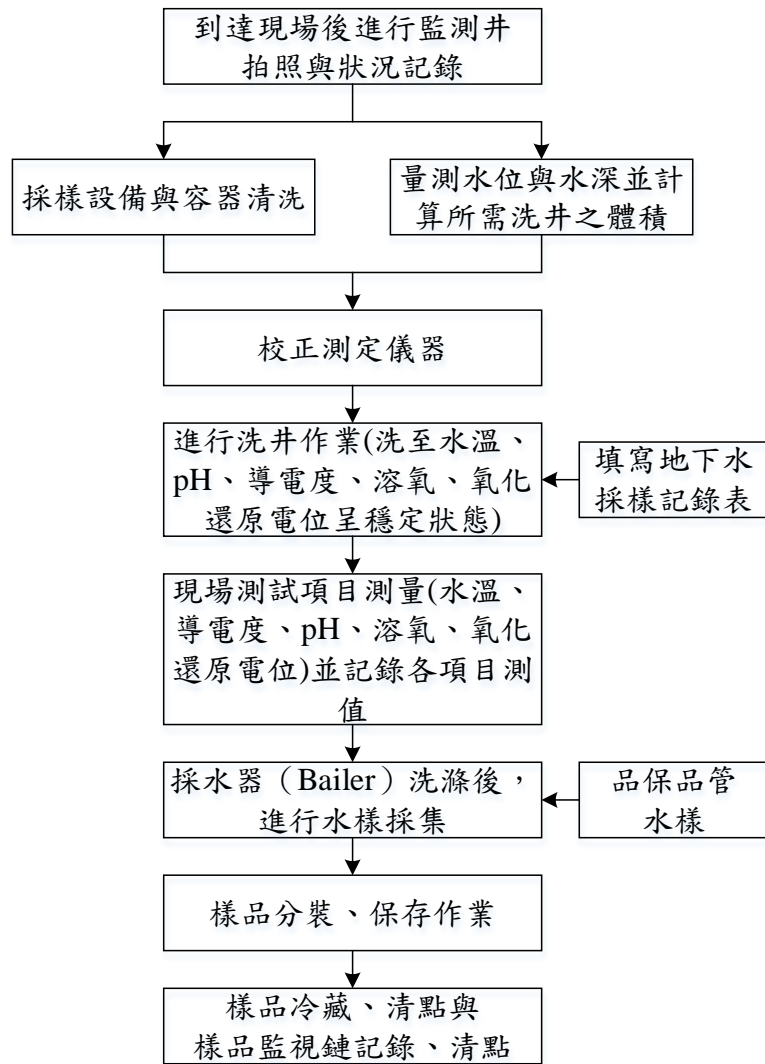 到達現場後進行監測井
拍照與狀況記錄
採樣設備與容器清洗
量測水位與水深並計
算所需洗井之體積
校正測定儀器
進行洗井作業(洗至水溫、
pH、導電度、溶氧、氧化
還原電位呈穩定狀態)
填寫地下水
採樣記錄表
現場測試項目測量(水溫、
導電度、pH、溶氧、氧化
還原電位)並記錄各項目測
值
採水器（Bailer）洗滌後，
進行水樣採集
品保品管
水樣
樣品分裝、保存作業
樣品冷藏、清點與
樣品監視鏈記錄、清點